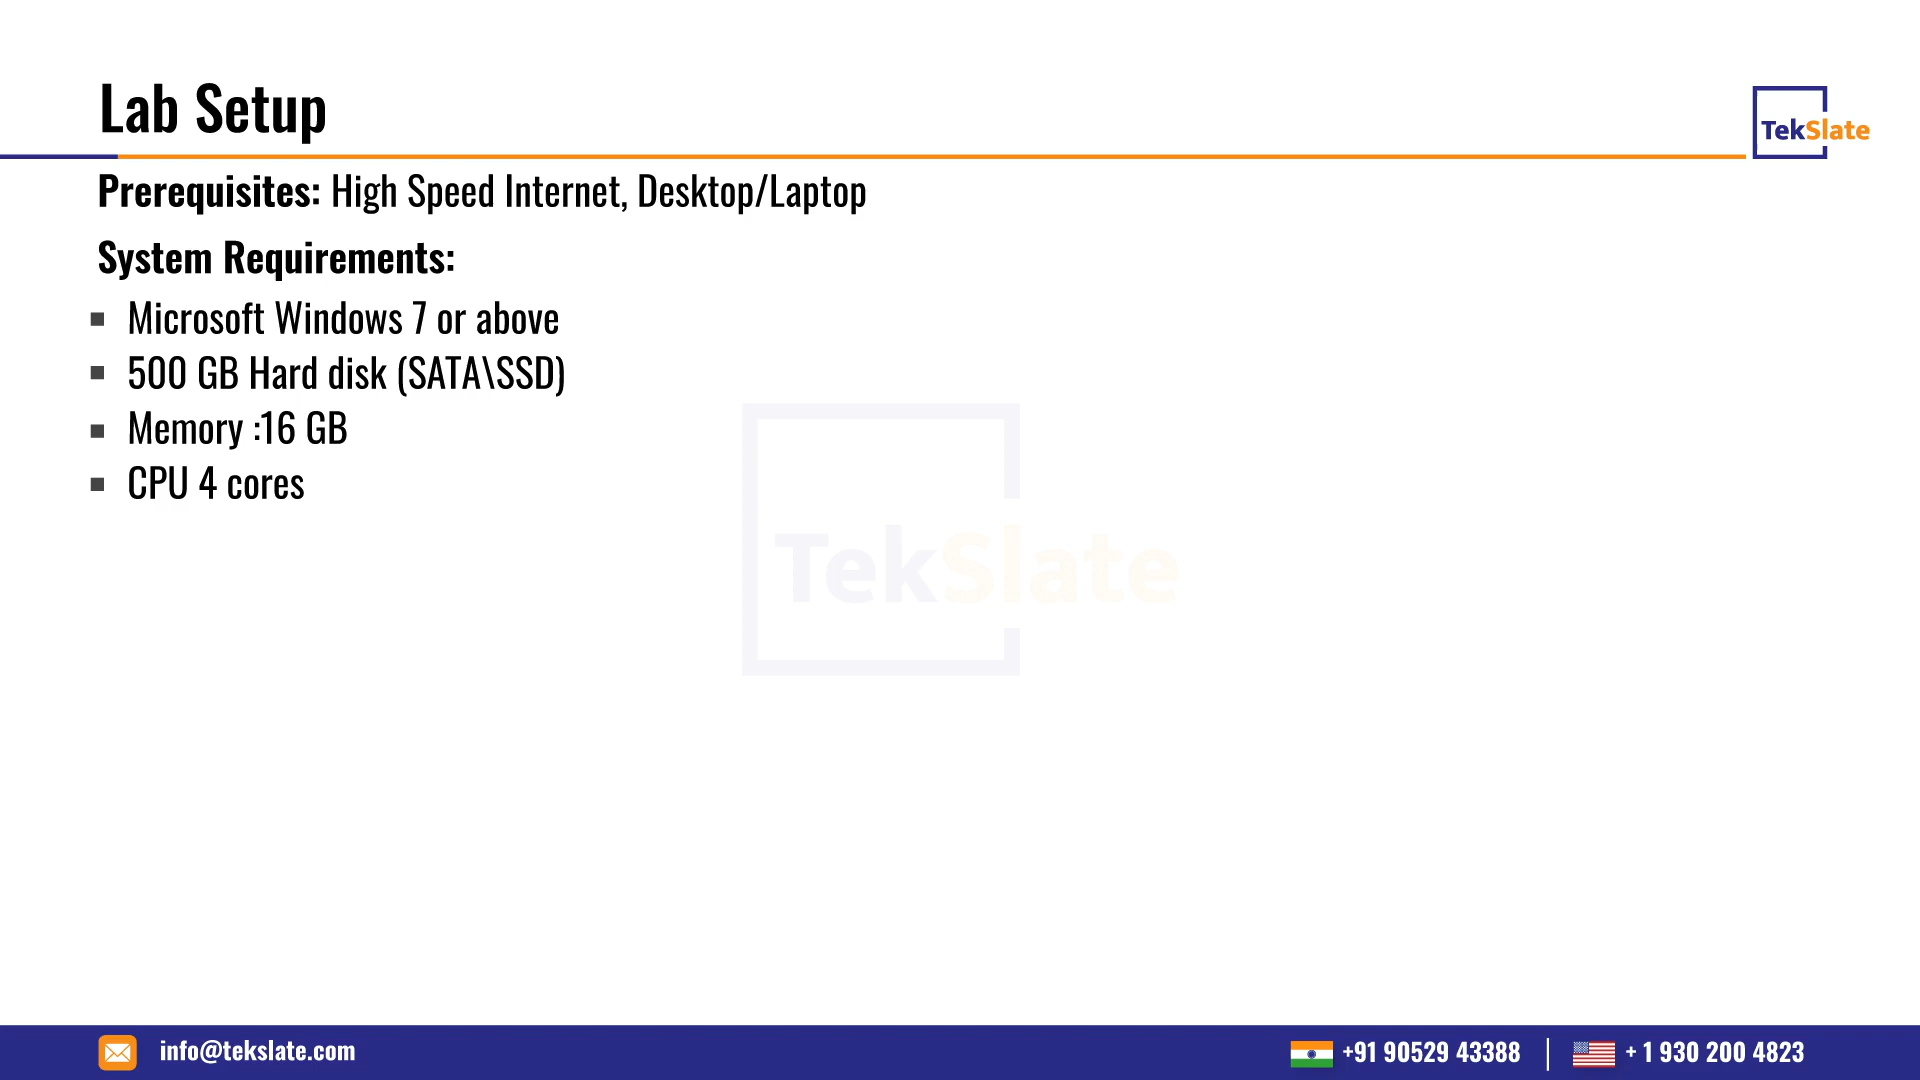 Lab Setup
TekSlate
Prerequisites: High Speed Internet, Desktop/Laptop
System Requirements:
▪ Microsoft Windows 7 or above
▪ 500 GB Hard disk (SATA\SSD)
▪ Memory :16 GB
▪ CPU 4 cores
TekSlate
info@tekslate.com
+91 90529 43388 | + 1 930 200 4823